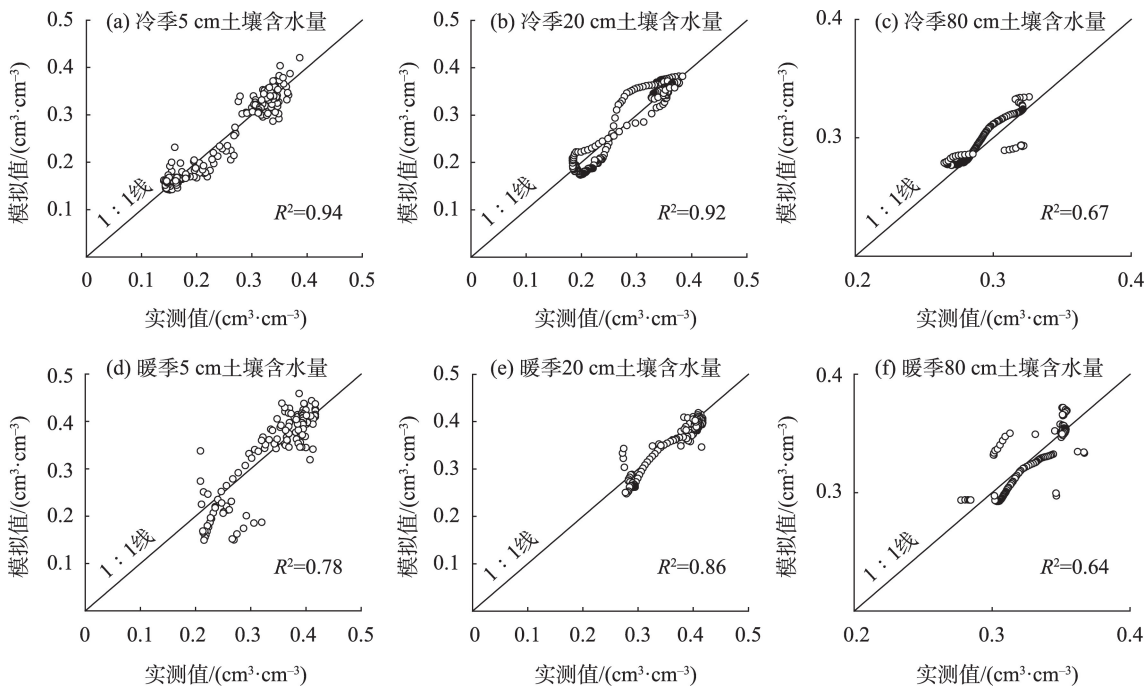 (a) 冷季5 cm土壤含水量
0.5
0.4
0.3
0.2
0.1
模拟值/(cm³·cm⁻³)
1:1线
R²=0.94
0 0.1 0.2 0.3 0.4 0.5
实测值/(cm³·cm⁻³)
(b) 冷季20 cm土壤含水量
0.5
0.4
0.3
0.2
0.1
模拟值/(cm³·cm⁻³)
1:1线
R²=0.92
0 0.1 0.2 0.3 0.4 0.5
实测值/(cm³·cm⁻³)
(c) 冷季80 cm土壤含水量
0.4
0.3
模拟值/(cm³·cm⁻³)
1:1线
R²=0.67
0.2 0.3 0.4
实测值/(cm³·cm⁻³)
(d) 暖季5 cm土壤含水量
0.5
0.4
0.3
0.2
0.1
模拟值/(cm³·cm⁻³)
1:1线
R²=0.78
0 0.1 0.2 0.3 0.4 0.5
实测值/(cm³·cm⁻³)
(e) 暖季20 cm土壤含水量
0.5
0.4
0.3
0.2
0.1
模拟值/(cm³·cm⁻³)
1:1线
R²=0.86
0 0.1 0.2 0.3 0.4 0.5
实测值/(cm³·cm⁻³)
(f) 暖季80 cm土壤含水量
0.4
0.3
模拟值/(cm³·cm⁻³)
1:1线
R²=0.64
0.2 0.3 0.4
实测值/(cm³·cm⁻³)